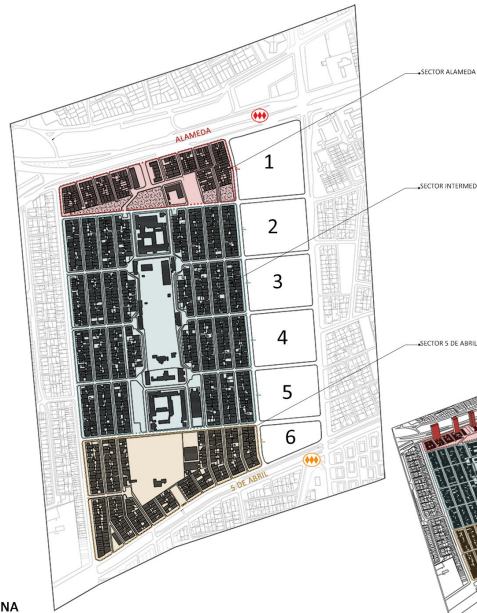 SECTOR ALAMEDA
ALAMEDA
1
SECTOR INTERMED
2
3
4
SECTOR 5 DE ABRIL
5
6
5 DE ABRIL
NA